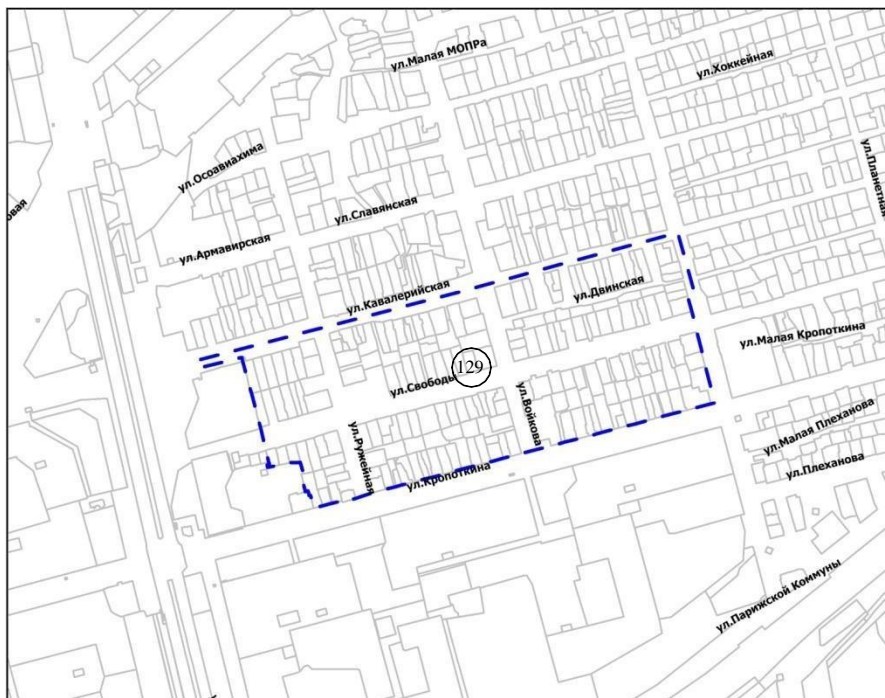 ул.Малая МОПРа
ул.Хоккейная
ул.Осоавиахима
ул.Планетная
овая
ул.Славянская
ул.Армавирская
ул.Кавалерийская
ул.Двинская
ул.Малая Кропоткина
129
ул.Свободы
ул.Войкова
ул.Малая Плеханова
ул.Ружейная
ул.Кропоткина
ул.Плеханова
ул.Парижской Коммуны